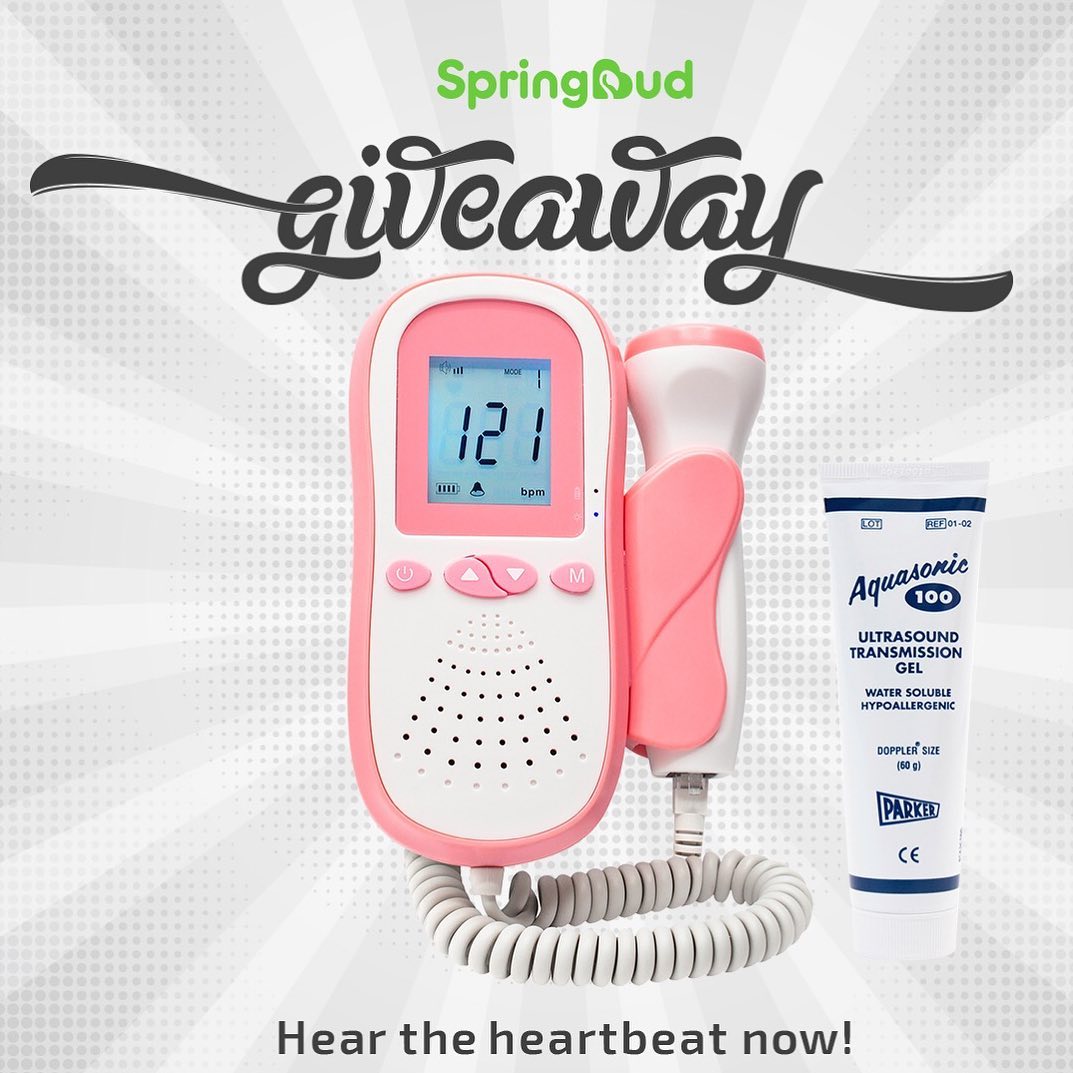 SpringBud
giveaway
MODE 1
121
bpm
M
LOT REF 01-02
Aquasonic
100
ULTRASOUND
TRANSMISSION
GEL
WATER SOLUBLE
HYPOALLERGENIC
DOPPLER® SIZE
(60 g)
PARKER
CE
Hear the heartbeat now!